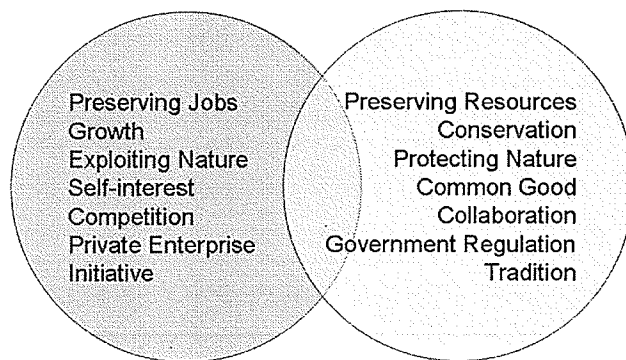 Preserving Jobs
Growth
Exploiting Nature
Self-interest
Competition
Private Enterprise
Initiative
Preserving Resources
Conservation
Protecting Nature
Common Good
Collaboration
Government Regulation
Tradition